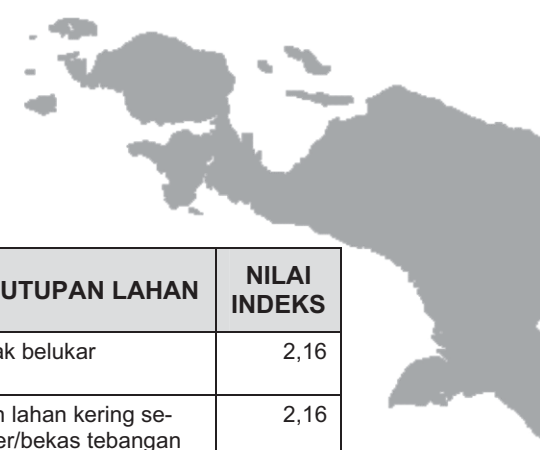 UTUPAN LAHAN
NILAI
INDEKS
ak belukar
2,16
n lahan kering se-
2,16
er/bekas tebangan